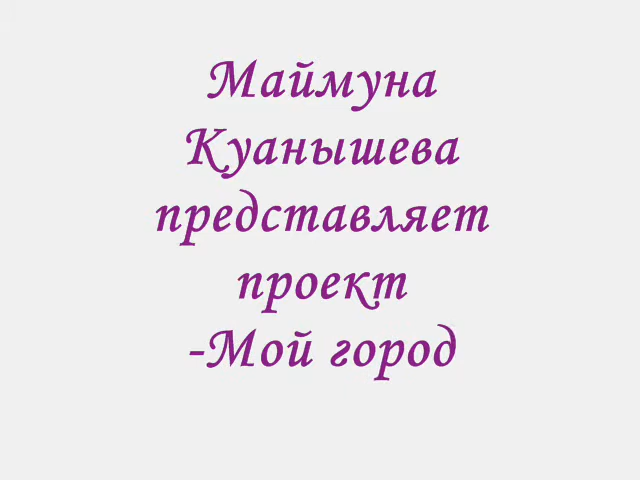 Маймуна
Куанышева
представляет
проект
-Мой город